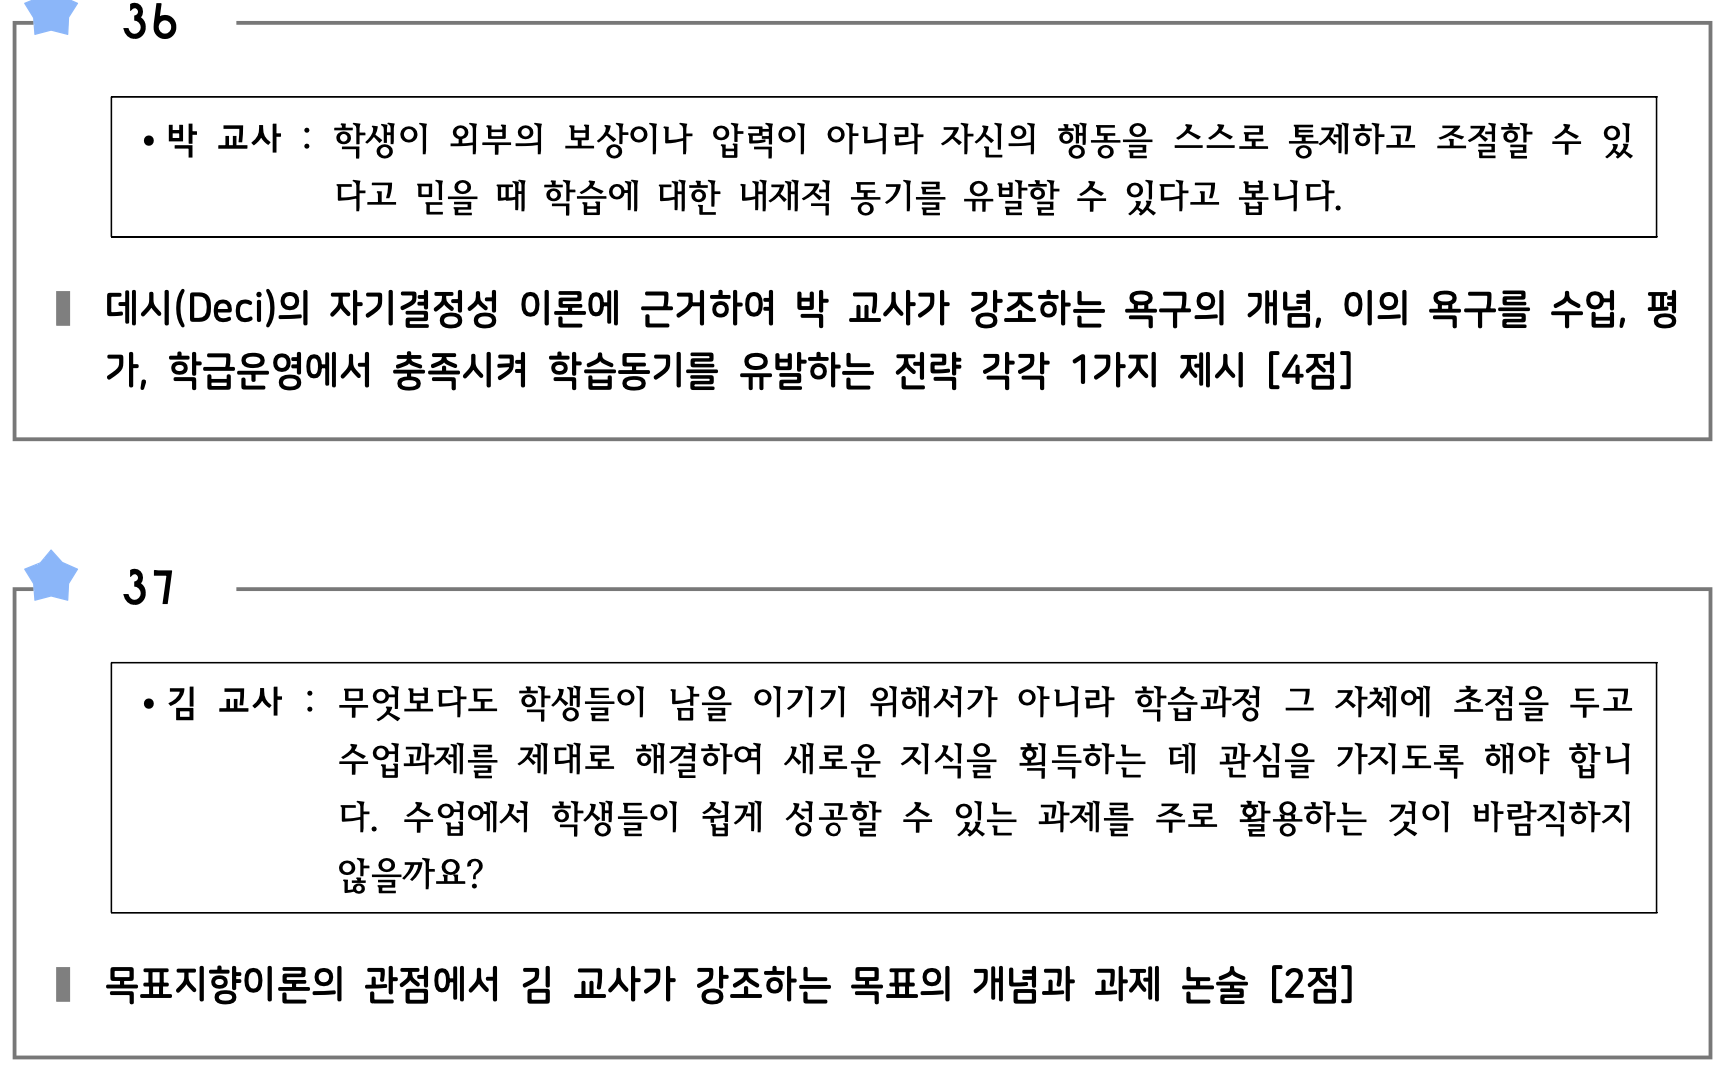 36
• 박 교사 : 학생이 외부의 보상이나 압력이 아니라 자신의 행동을 스스로 통제하고 조절할 수 있
다고 믿을 때 학습에 대한 내재적 동기를 유발할 수 있다고 봅니다.
데시(Deci)의 자기결정성 이론에 근거하여 박 교사가 강조하는 욕구의 개념, 이의 욕구를 수업, 평
가, 학급운영에서 충족시켜 학습동기를 유발하는 전략 각각 1가지 제시 [4점]
37
• 김 교사 : 무엇보다도 학생들이 남을 이기기 위해서가 아니라 학습과정 그 자체에 초점을 두고
수업과제를 제대로 해결하여 새로운 지식을 획득하는 데 관심을 가지도록 해야 합니
다. 수업에서 학생들이 쉽게 성공할 수 있는 과제를 주로 활용하는 것이 바람직하지
않을까요?
목표지향이론의 관점에서 김 교사가 강조하는 목표의 개념과 과제 논술 [2점]